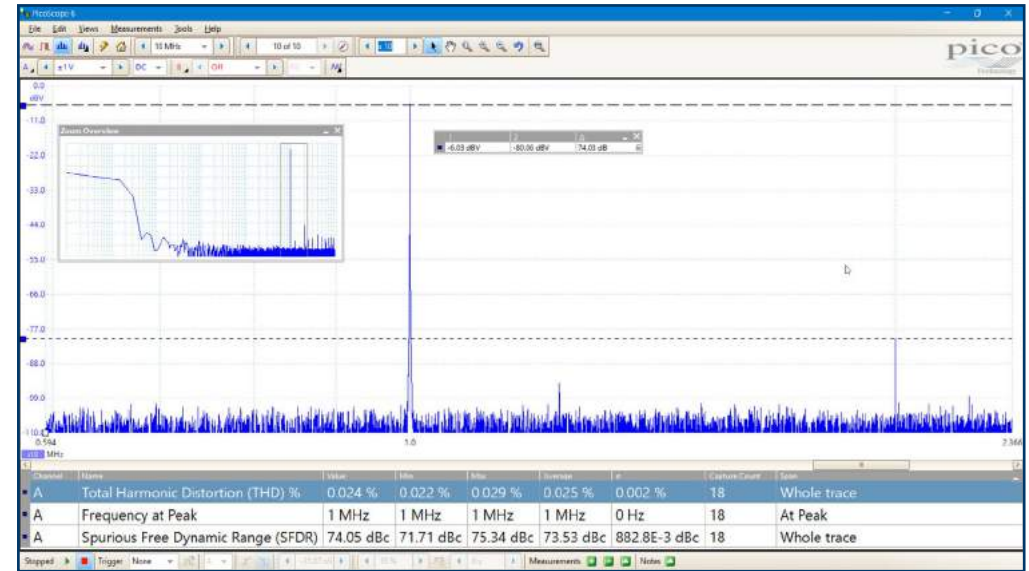 PicoScope 6
File Edit Views Measurements Tools Help
10 MHz 10 of 18 x 10
pico
Technology
A ±1V DC B Off
0.0
dBV
-11.0
-22.0
-33.0
-44.0
-55.0
-66.0
-77.0
-88.0
-99.0
-110.0
Zoom Overview
1 2 Δ
-6.03 dBV -80.06 dBV 74.03 dB
0.594 1.0 2.366
x10 MHz
Channel Name Value Min Max Average σ Capture Count Span
A Total Harmonic Distortion (THD) % 0.024 % 0.022 % 0.029 % 0.025 % 0.002 % 18 Whole trace
A Frequency at Peak 1 MHz 1 MHz 1 MHz 1 MHz 0 Hz 18 At Peak
A Spurious Free Dynamic Range (SFDR) 74.05 dBc 71.71 dBc 75.34 dBc 73.53 dBc 882.8E-3 dBc 18 Whole trace
Stopped Trigger None A Measurements Notes